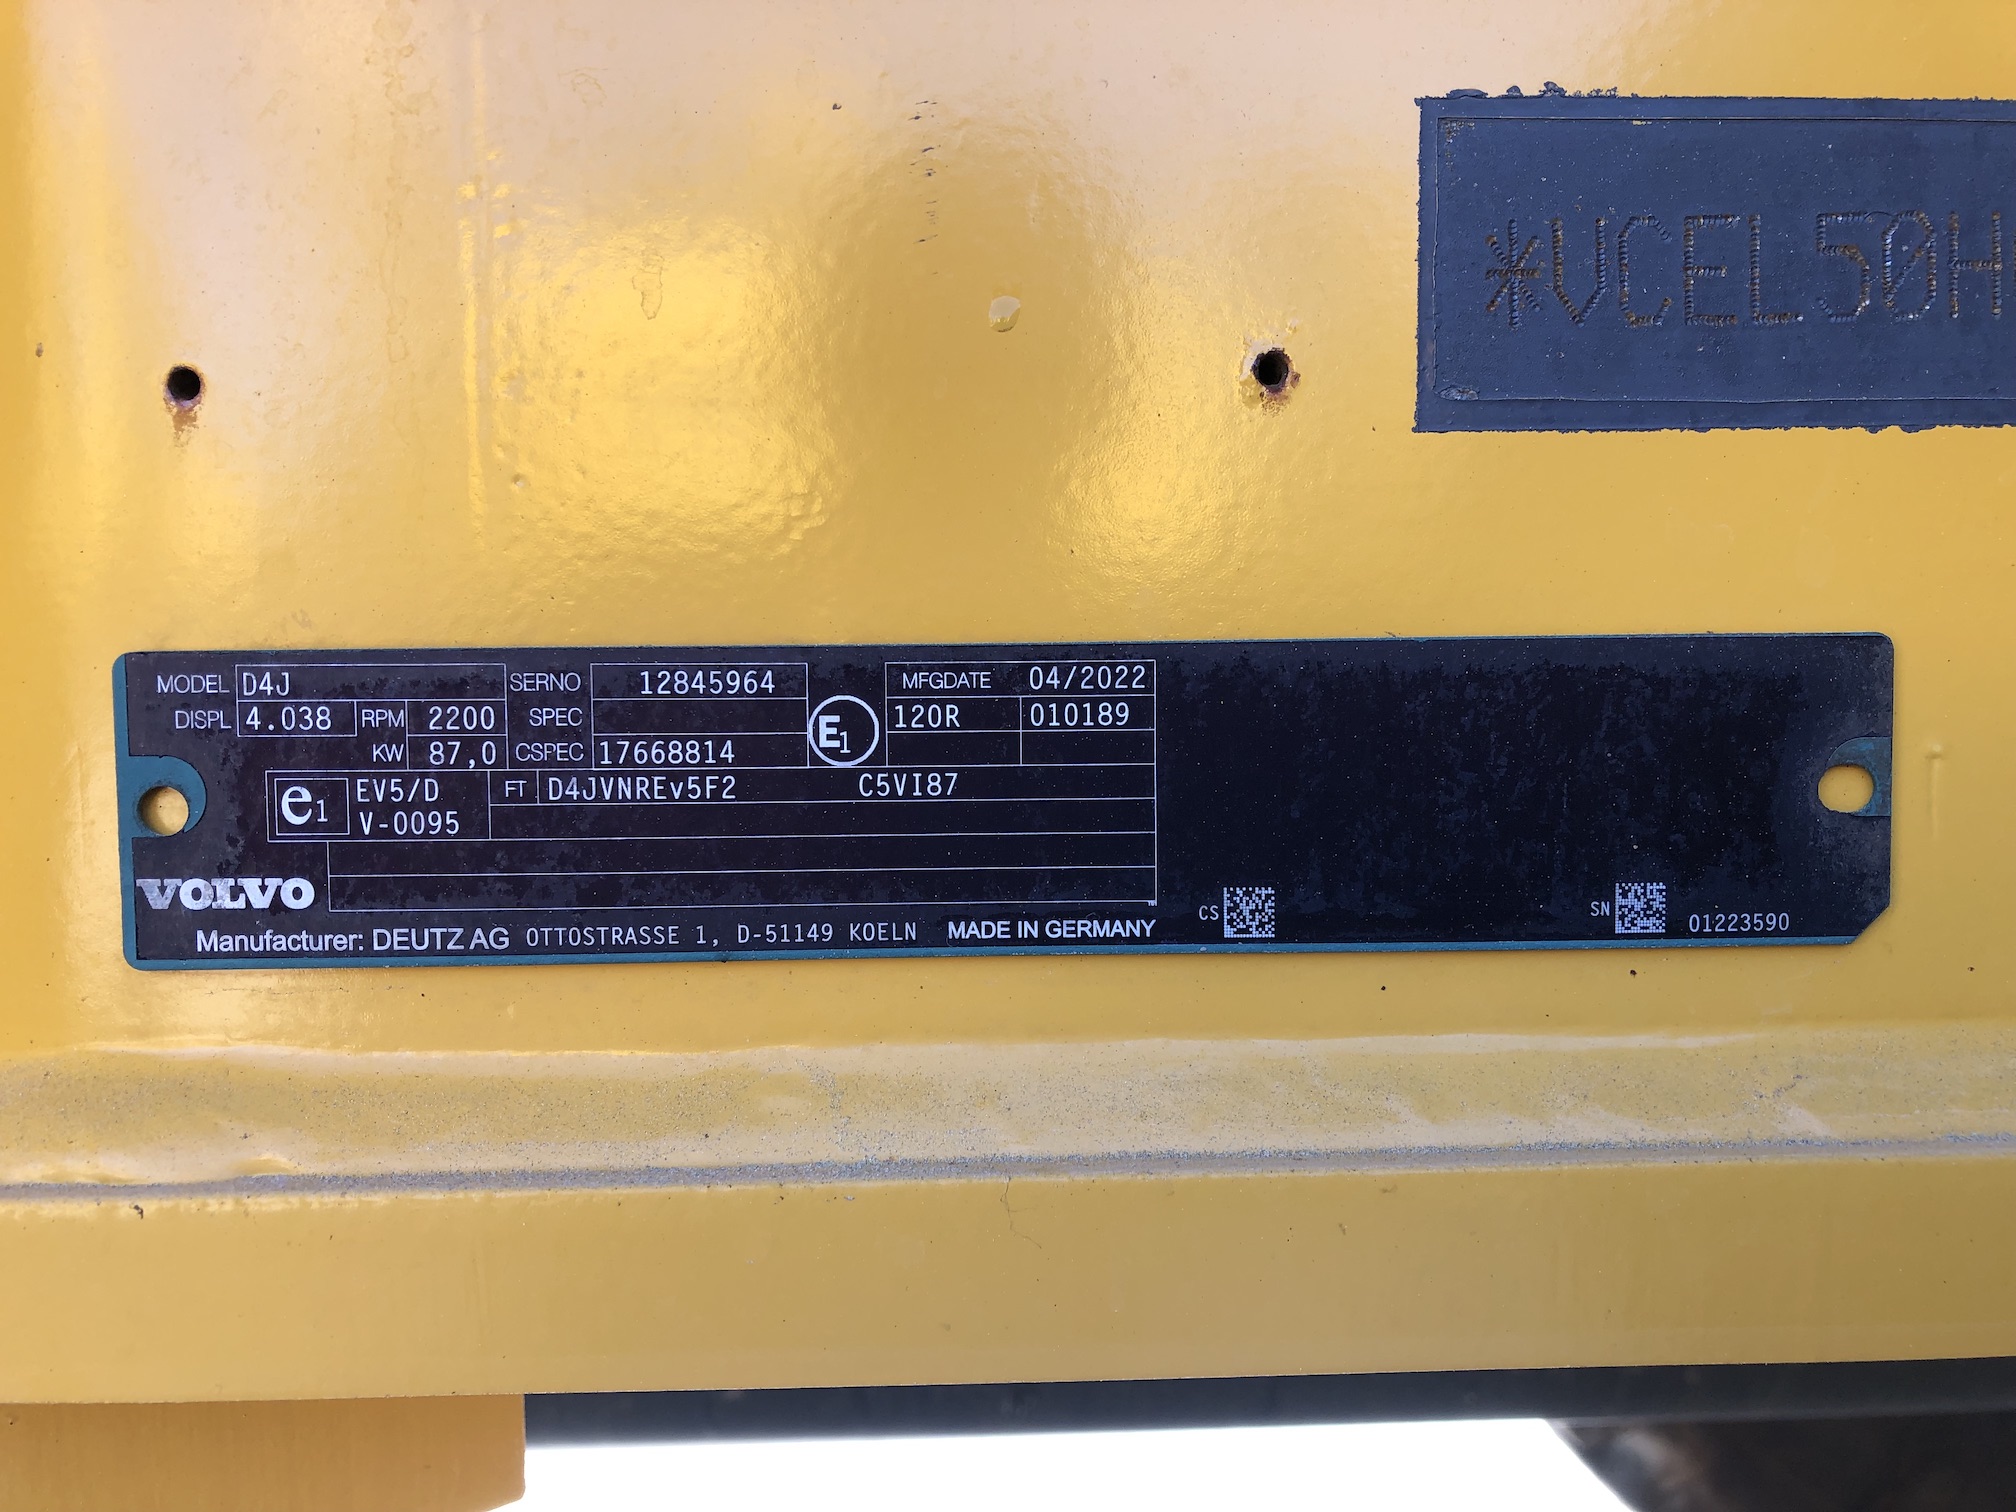 *VCEL50H
MODEL D4J SERNO 12845964 MFGDATE 04/2022
DISPL 4.038 RPM 2200 SPEC E1 120R 010189
KW 87,0 CSPEC 17668814
e1 EV5/D FT D4JVNREv5F2 C5VI87
V-0095
VOLVO
Manufacturer: DEUTZ AG OTTOSTRASSE 1, D-51149 KOELN MADE IN GERMANY
CS SN 01223590